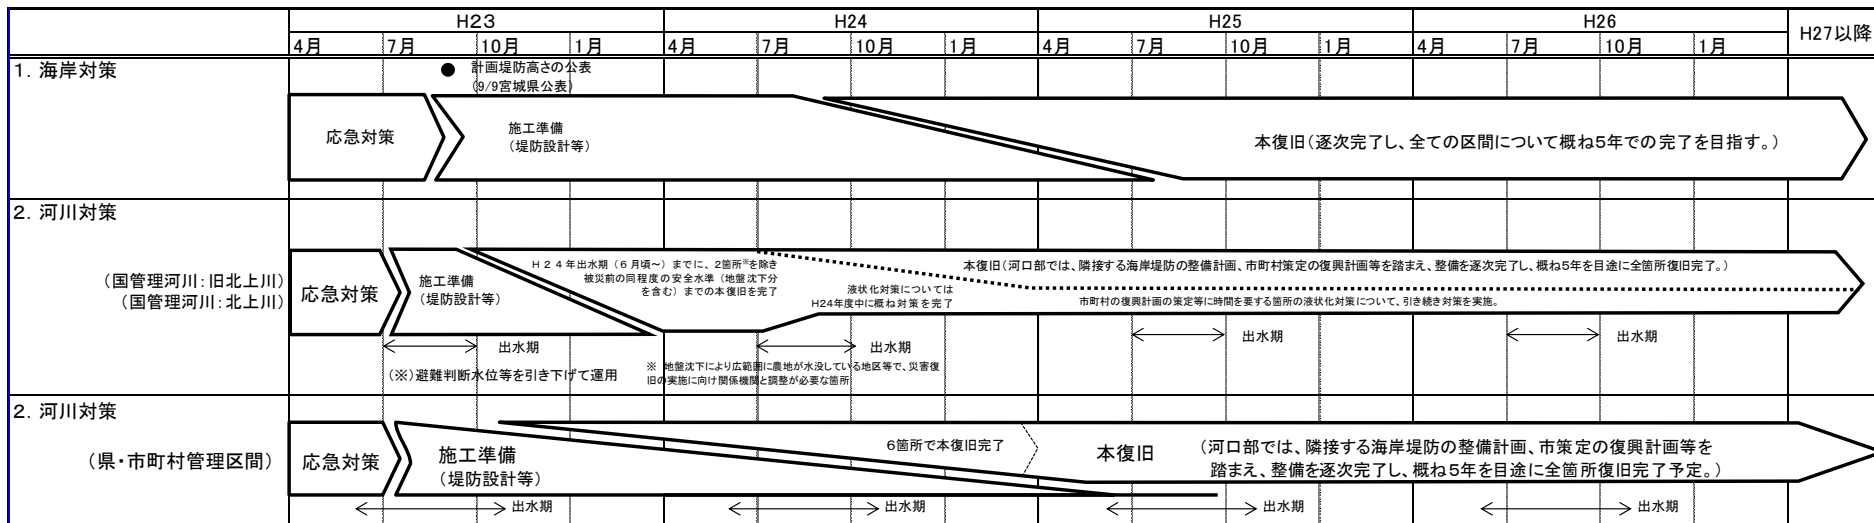 H23 H24 H25 H26 H27以降
4月 7月 10月 1月 4月 7月 10月 1月 4月 7月 10月 1月 4月 7月 10月 1月
1. 海岸対策
● 計画堤防高さの公表
(9/9宮城県公表)
応急対策
施工準備
(堤防設計等)
本復旧(逐次完了し、全ての区間について概ね5年での完了を目指す。)
2. 河川対策
(国管理河川:旧北上川)
(国管理河川:北上川)
応急対策
施工準備
(堤防設計等)
H24年出水期(6月頃~)までに、2箇所※を除き
被災前の同程度の安全水準(地盤沈下分
を含む)までの本復旧を完了
液状化対策については
H24年度中に概ね対策を完了
本復旧(河口部では、隣接する海岸堤防の整備計画、市町村策定の復興計画等を踏まえ、整備を逐次完了し、概ね5年を目途に全箇所復旧完了。)
市町村の復興計画の策定等に時間を要する箇所の液状化対策について、引き続き対策を実施。
出水期 出水期 出水期 出水期
(※)避難判断水位等を引き下げて運用
※ 地盤沈下により広範囲に農地が水没している地区等で、災害復
旧の実施に向け関係機関と調整が必要な箇所
2. 河川対策
(県・市町村管理区間)
応急対策
施工準備
(堤防設計等)
6箇所で本復旧完了
本復旧 (河口部では、隣接する海岸堤防の整備計画、市策定の復興計画等を
踏まえ、整備を逐次完了し、概ね5年を目途に全箇所復旧完了予定。)
出水期 出水期 出水期 出水期